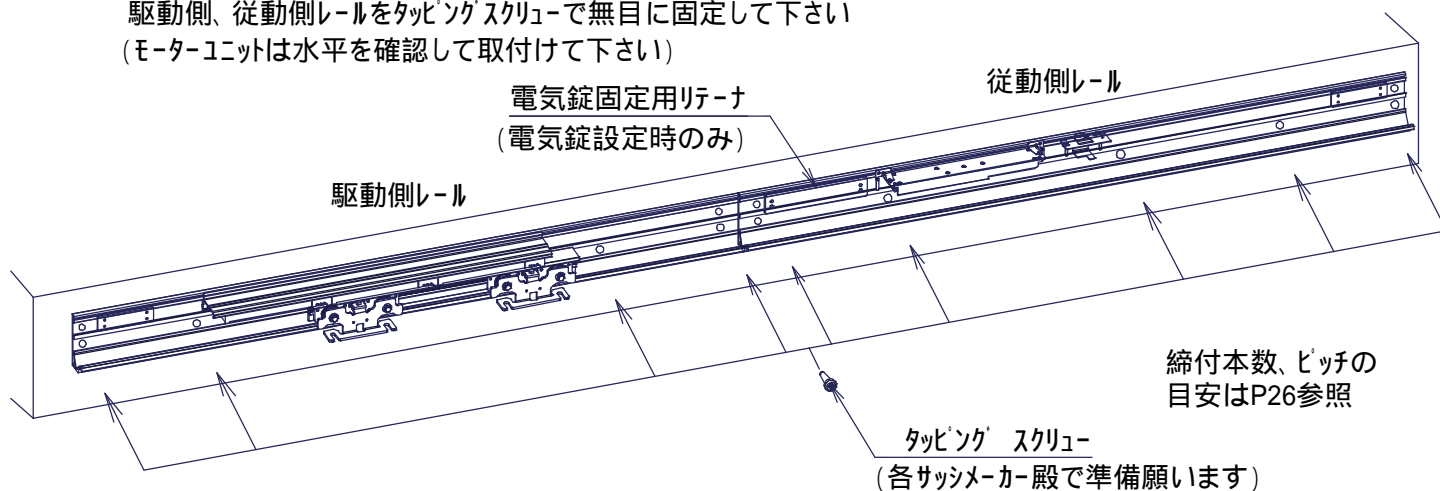 駆動側、従動側ﾚｰﾙをﾀｯﾋﾟﾝｸﾞｽｸﾘｭｰで無目に固定して下さい
(ﾓｰﾀｰﾕﾆｯﾄは水平を確認して取付けて下さい)
従動側ﾚｰﾙ
電気錠固定用ﾘﾃｰﾅ
(電気錠設定時のみ)
駆動側ﾚｰﾙ
締付本数、ﾋﾟｯﾁの
目安はP26参照
ﾀｯﾋﾟﾝｸﾞ ｽｸﾘｭｰ
(各ｻｯｼﾒｰｶｰ殿で準備願います)